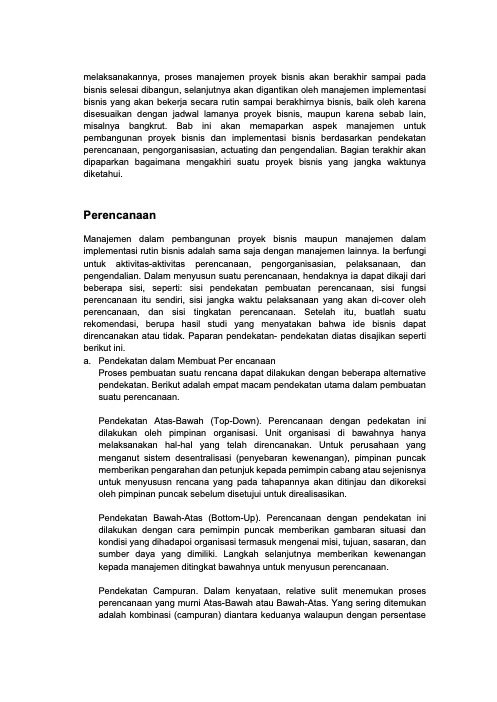 melaksanakannya, proses manajemen proyek bisnis akan berakhir sampai pada
bisnis selesai dibangun, selanjutnya akan digantikan oleh manajemen implementasi
bisnis yang akan bekerja secara rutin sampai berakhirnya bisnis, baik oleh karena
disesuaikan dengan jadwal lamanya proyek bisnis, maupun karena sebab lain,
misalnya bangkrut. Bab ini akan memaparkan aspek manajemen untuk
pembangunan proyek bisnis dan implementasi bisnis berdasarkan pendekatan
perencanaan, pengorganisasian, actuating dan pengendalian. Bagian terakhir akan
dipaparkan bagaimana mengakhiri suatu proyek bisnis yang jangka waktunya
diketahui.
Perencanaan
Manajemen dalam pembangunan proyek bisnis maupun manajemen dalam
implementasi rutin bisnis adalah sama saja dengan manajemen lainnya. Ia berfungi
untuk aktivitas-aktivitas perencanaan, pengorganisasian, pelaksanaan, dan
pengendalian. Dalam menyusun suatu perencanaan, hendaknya ia dapat dikaji dari
beberapa sisi, seperti: sisi pendekatan pembuatan perencanaan, sisi fungsi
perencanaan itu sendiri, sisi jangka waktu pelaksanaan yang akan di-cover oleh
perencanaan, dan sisi tingkatan perencanaan. Setelah itu, buatlah suatu
rekomendasi, berupa hasil studi yang menyatakan bahwa ide bisnis dapat
direncanakan atau tidak. Paparan pendekatan- pendekatan diatas disajikan seperti
berikut ini.
a. Pendekatan dalam Membuat Per encanaan
Proses pembuatan suatu rencana dapat dilakukan dengan beberapa alternative
pendekatan. Berikut adalah empat macam pendekatan utama dalam pembuatan
suatu perencanaan.
Pendekatan Atas-Bawah (Top-Down). Perencanaan dengan pedekatan ini
dilakukan oleh pimpinan organisasi. Unit organisasi di bawahnya hanya
melaksanakan hal-hal yang telah direncanakan. Untuk perusahaan yang
menganut sistem desentralisasi (penyebaran kewenangan), pimpinan puncak
memberikan pengarahan dan petunjuk kepada pemimpin cabang atau sejenisnya
untuk menyususn rencana yang pada tahapannya akan ditinjau dan dikoreksi
oleh pimpinan puncak sebelum disetujui untuk direalisasikan.
Pendekatan Bawah-Atas (Bottom-Up). Perencanaan dengan pendekatan ini
dilakukan dengan cara pemimpin puncak memberikan gambaran situasi dan
kondisi yang dihadapoi organisasi termasuk mengenai misi, tujuan, sasaran, dan
sumber daya yang dimiliki. Langkah selanjutnya memberikan kewenangan
kepada manajemen ditingkat bawahnya untuk menyusun perencanaan.
Pendekatan Campuran. Dalam kenyataan, relative sulit menemukan proses
perencanaan yang murni Atas-Bawah atau Bawah-Atas. Yang sering ditemukan
adalah kombinasi (campuran) diantara keduanya walaupun dengan persentase